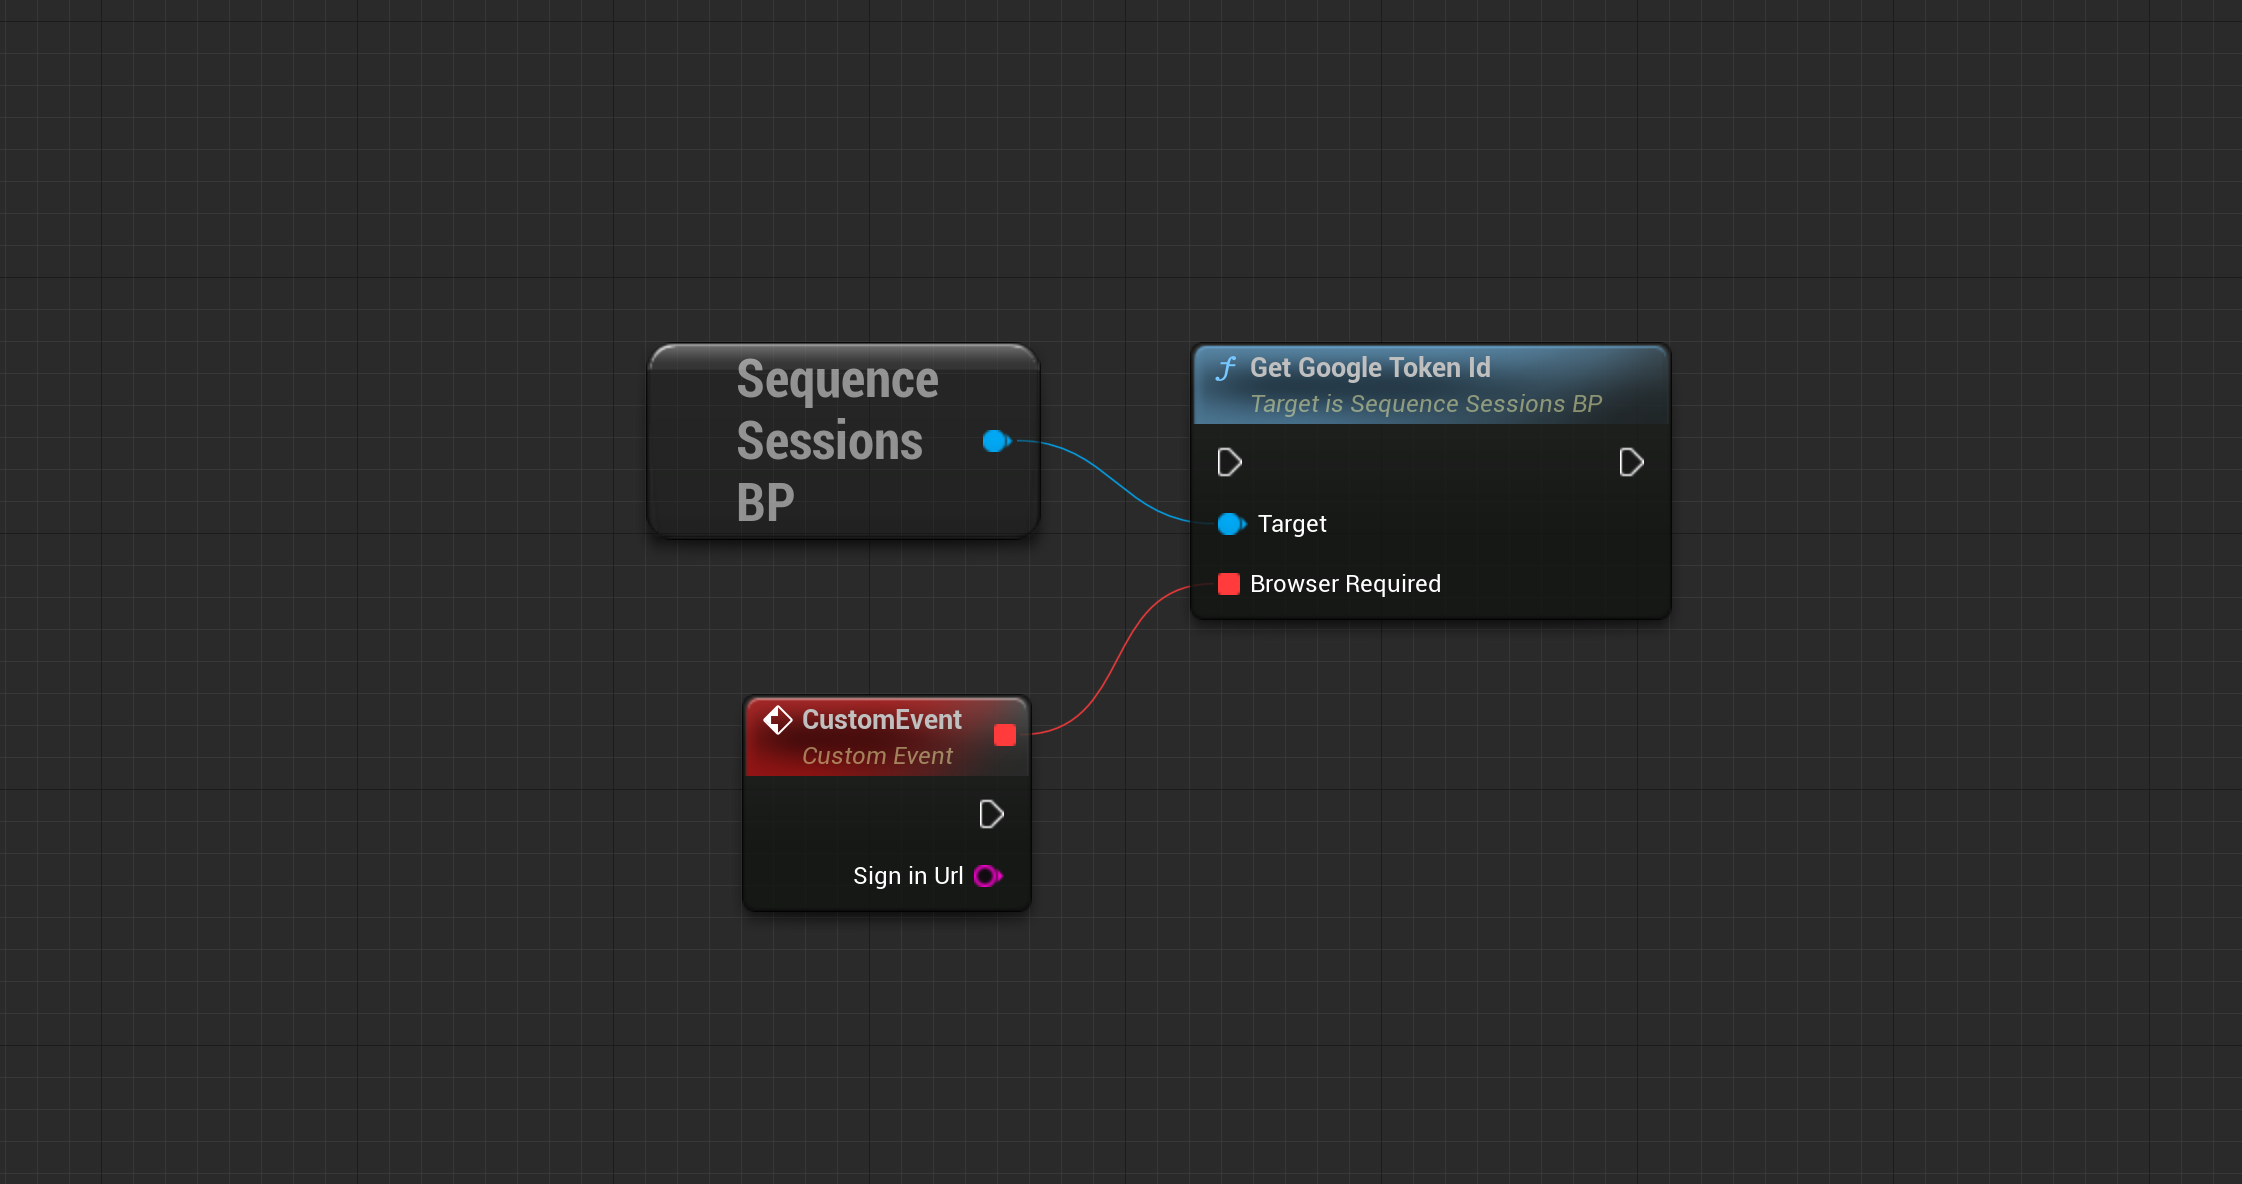 Sequence
Sessions
BP
Get Google Token Id
Target is Sequence Sessions BP
Target
Browser Required
CustomEvent
Custom Event
Sign in Url